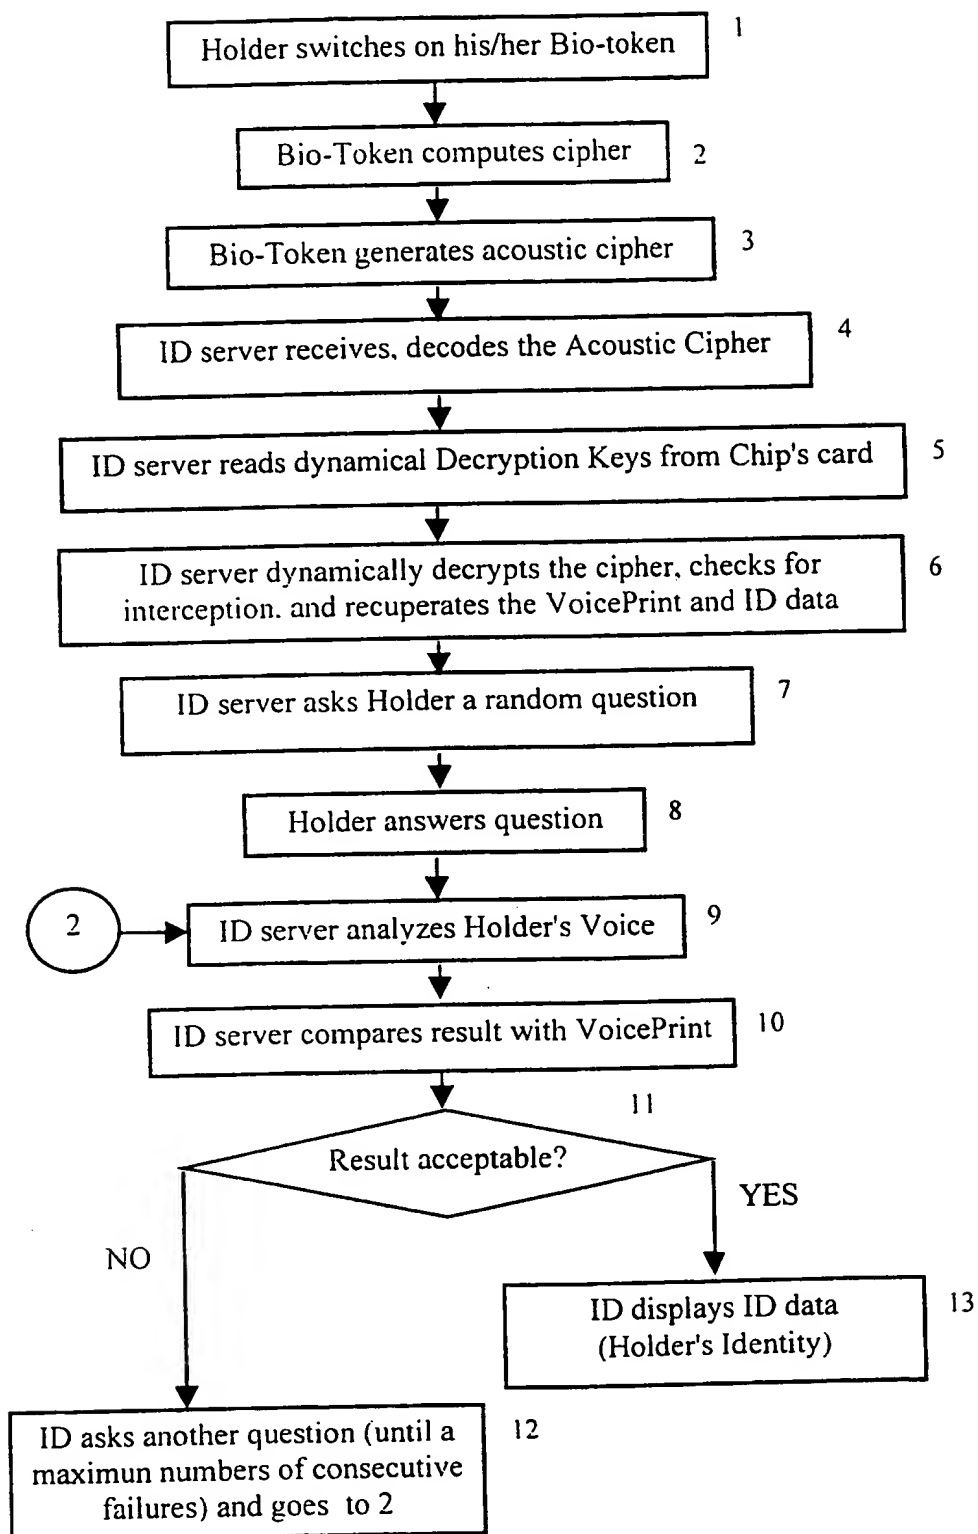 1
Holder switches on his/her Bio-token
Bio-Token computes cipher
2
Bio-Token generates acoustic cipher
3
4
ID server receives, decodes the Acoustic Cipher
ID server reads dynamical Decryption Keys from Chip's card
5
ID server dynamically decrypts the cipher, checks for
interception. and recuperates the VoicePrint and ID data
6
ID server asks Holder a random question
7
Holder answers question
8
2
ID server analyzes Holder's Voice
9
ID server compares result with VoicePrint
10
11
Result acceptable?
YES
NO
ID displays ID data
(Holder's Identity)
13
ID asks another question (until a
maximun numbers of consecutive
failures) and goes to 2
12